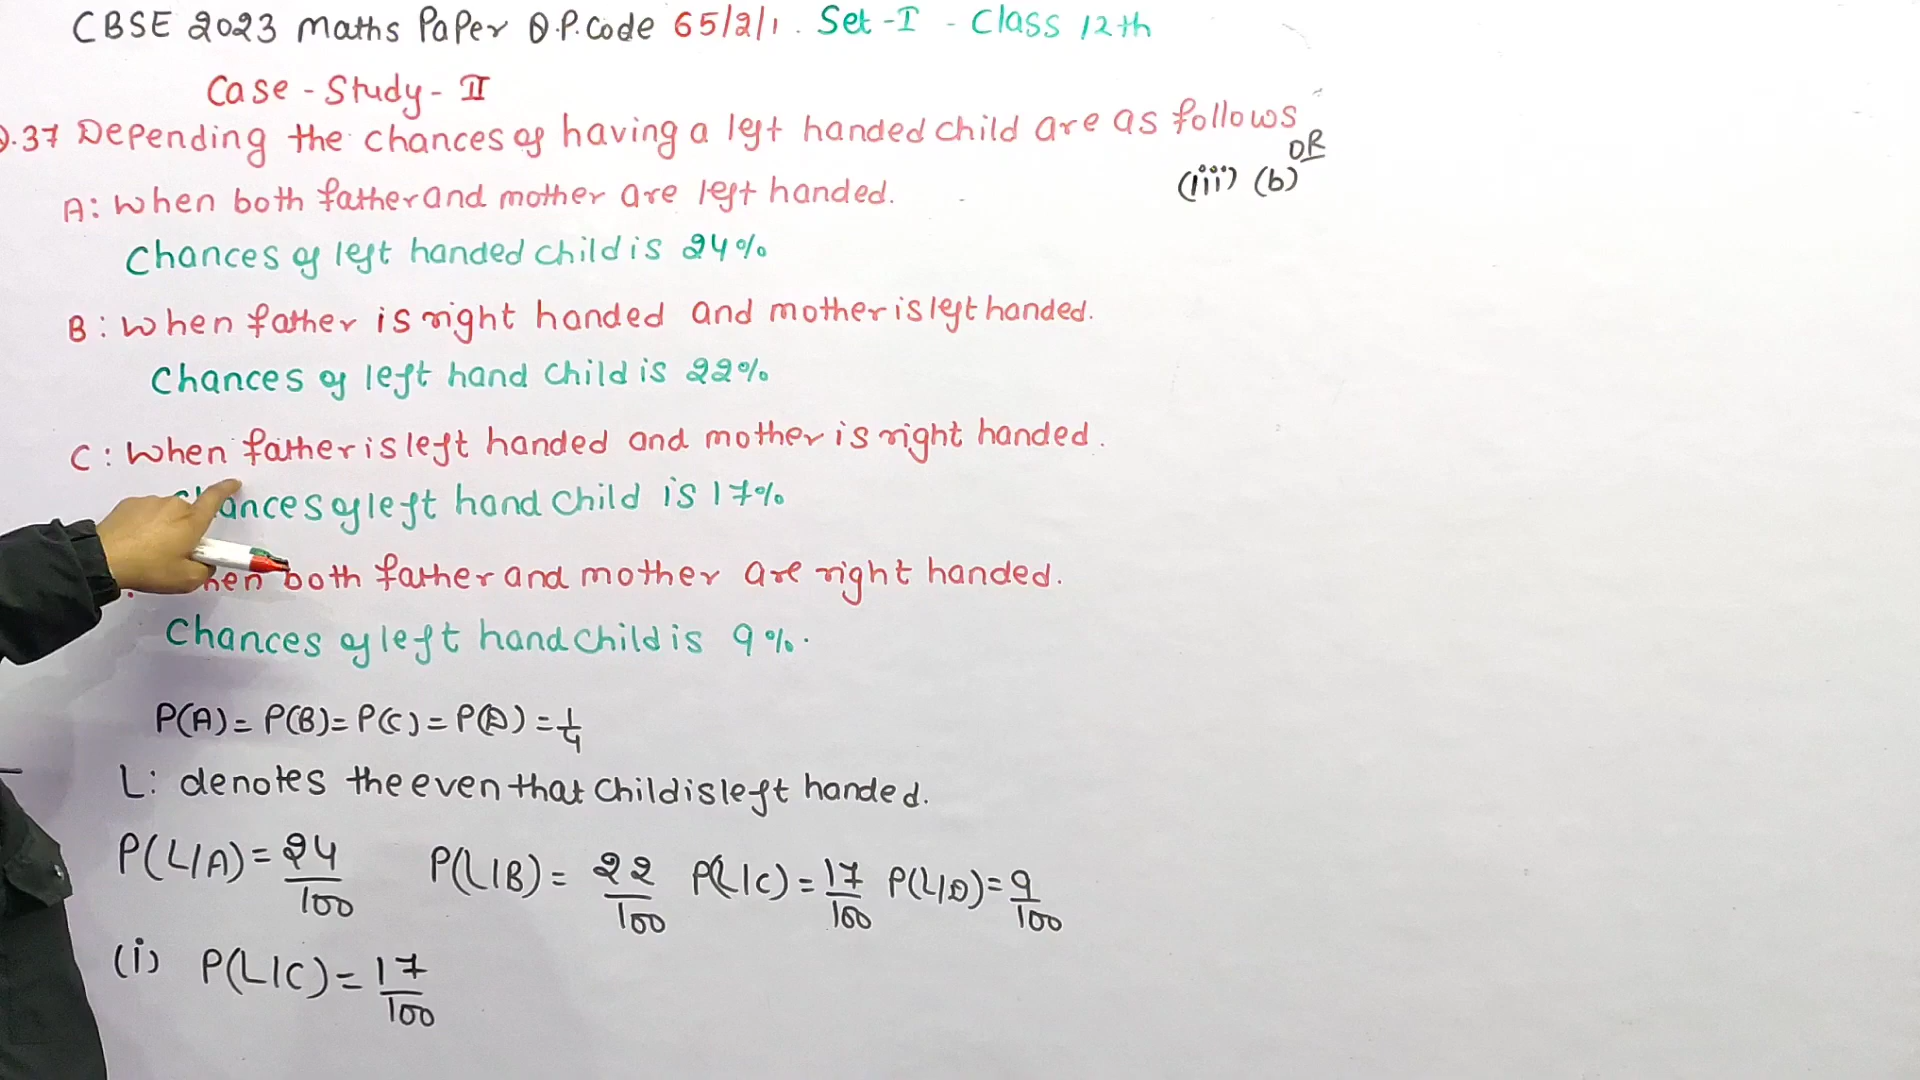 CBSE 2023 Maths Paper Q.P.Code 65/2/1. Set-I - Class 12th
Case-Study-II
Q.37 Depending the chances of having a left handed child are as follows
OR
(iii) (b)
A: When both father and mother are left handed.
Chances of left handed child is 24%
B: When father is right handed and mother is left handed.
Chances of left hand child is 22%
C: When father is left handed and mother is right handed.
Chances of left hand child is 17%
both father and mother are right handed.
Chances of left hand child is 9%.
P(A)=P(B)=P(C)=P(D)=1/4
L: denotes the even that child is left handed.
P(L/A)=24/100 P(L/B)=22/100 P(L/C)=17/100 P(L/D)=9/100
(i) P(L/C)=17/100